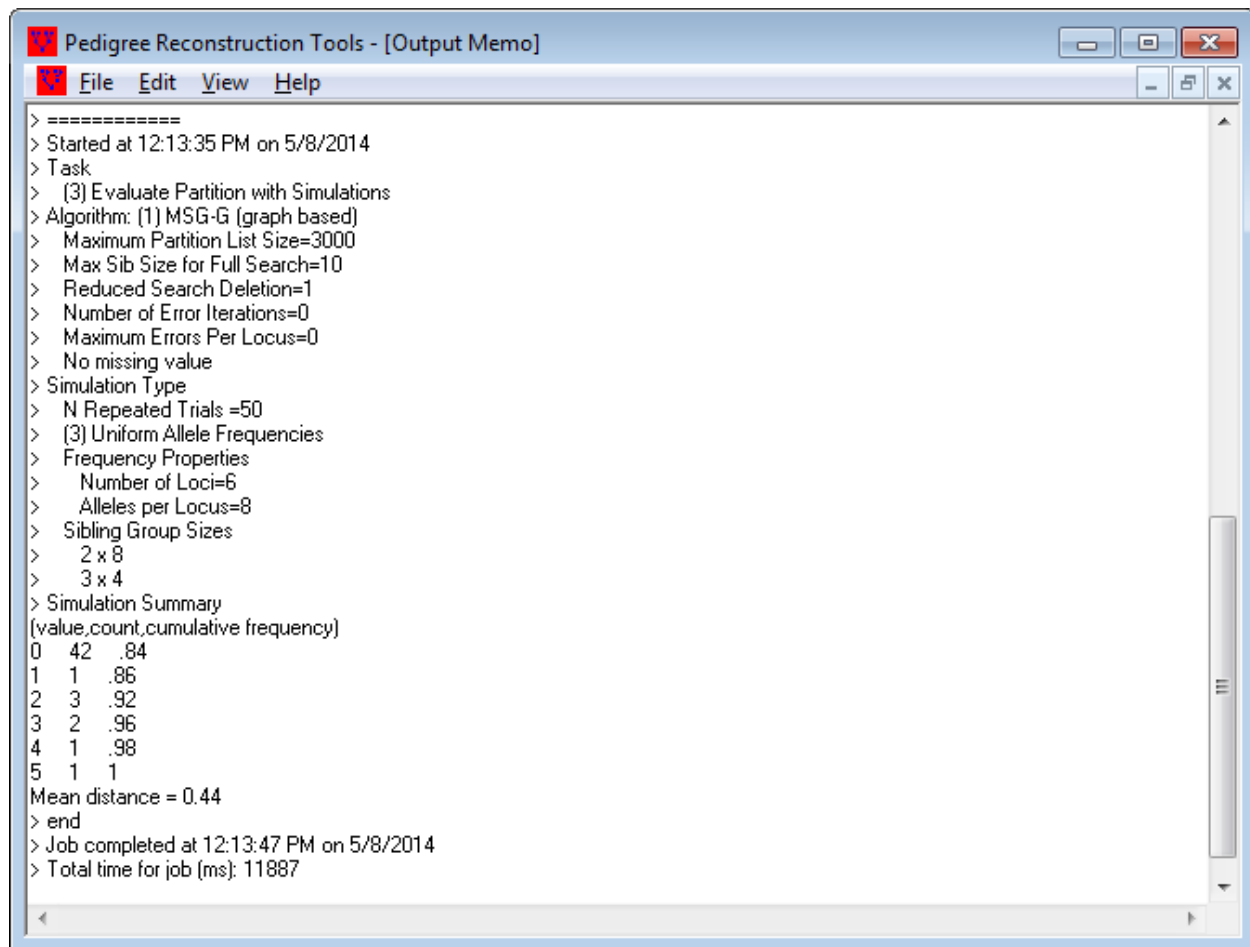 Pedigree Reconstruction Tools - [Output Memo]
File Edit View Help
> ============
> Started at 12:13:35 PM on 5/8/2014
> Task
> (3) Evaluate Partition with Simulations
> Algorithm: (1) MSG-G (graph based)
> Maximum Partition List Size=3000
> Max Sib Size for Full Search=10
> Reduced Search Deletion=1
> Number of Error Iterations=0
> Maximum Errors Per Locus=0
> No missing value
> Simulation Type
> N Repeated Trials =50
> (3) Uniform Allele Frequencies
> Frequency Properties
> Number of Loci=6
> Alleles per Locus=8
> Sibling Group Sizes
> 2 x 8
> 3 x 4
> Simulation Summary
(value,count,cumulative frequency)
0 42 .84
1 1 .86
2 3 .92
3 2 .96
4 1 .98
5 1 1
Mean distance = 0.44
> end
> Job completed at 12:13:47 PM on 5/8/2014
> Total time for job (ms): 11887